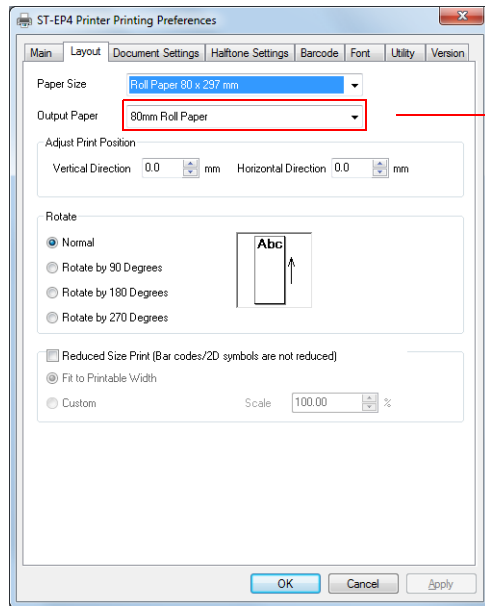 ST-EP4 Printer Printing Preferences
Main Layout Document Settings Halftone Settings Barcode Font Utility Version
Paper Size Roll Paper 80 x 297 mm
Output Paper 80mm Roll Paper
Adjust Print Position
Vertical Direction 0.0 mm Horizontal Direction 0.0 mm
Rotate
Normal
Abc
Rotate by 90 Degrees
Rotate by 180 Degrees
Rotate by 270 Degrees
Reduced Size Print (Bar codes/2D symbols are not reduced)
Fit to Printable Width
Custom Scale 100.00 %
OK Cancel Apply